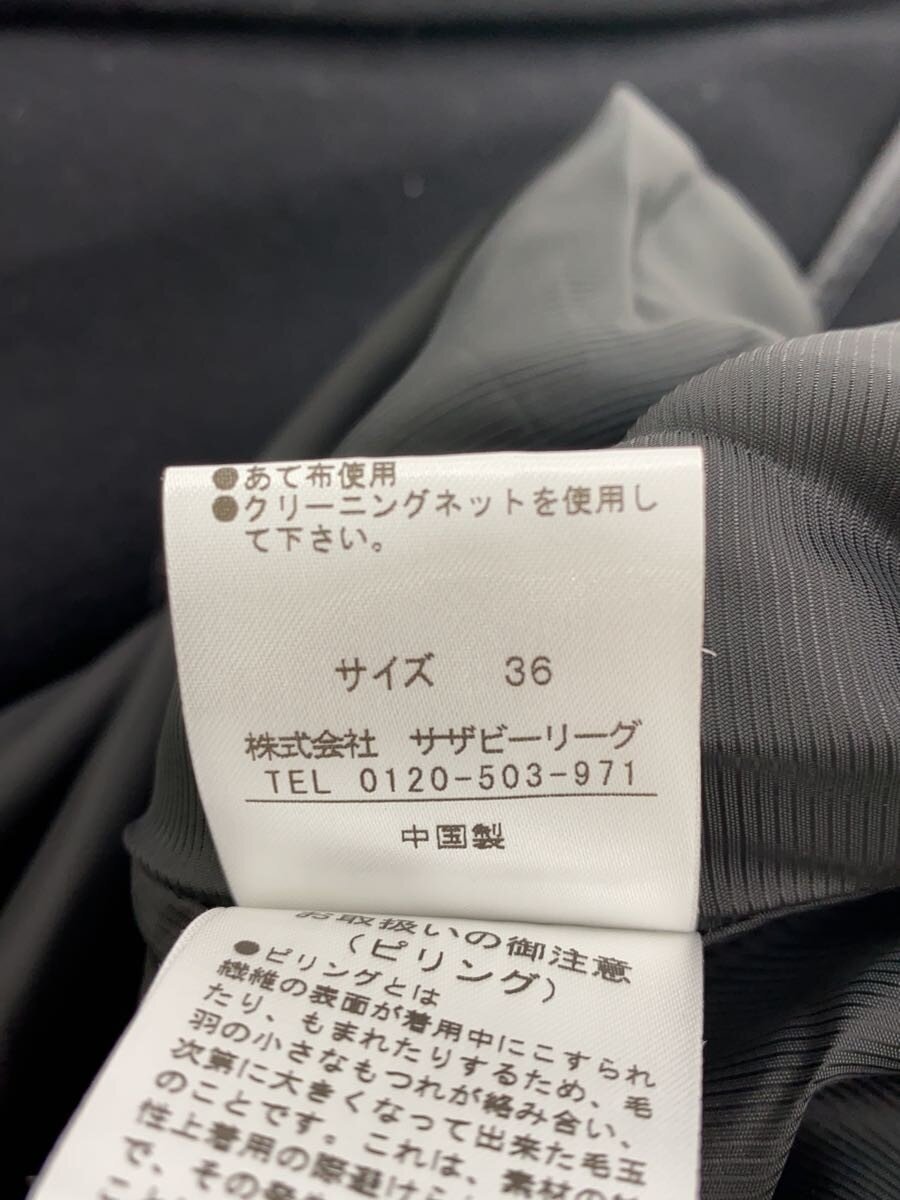 ●あて布使用
●クリーニングネットを使用し
て下さい。
サイズ 36
株式会社 サザビーリーグ
TEL 0120-503-971
中国製
お取扱いの御注意
(ピリング)
●ピリングとは
繊維の表面が着用中にこすられ
たり、もまれたりするため、毛
羽の小さなもつれが絡み合い、
次第に大きくなって出来た毛玉
のことです。これは、素材の
性上着用の際避けら
で、その発生